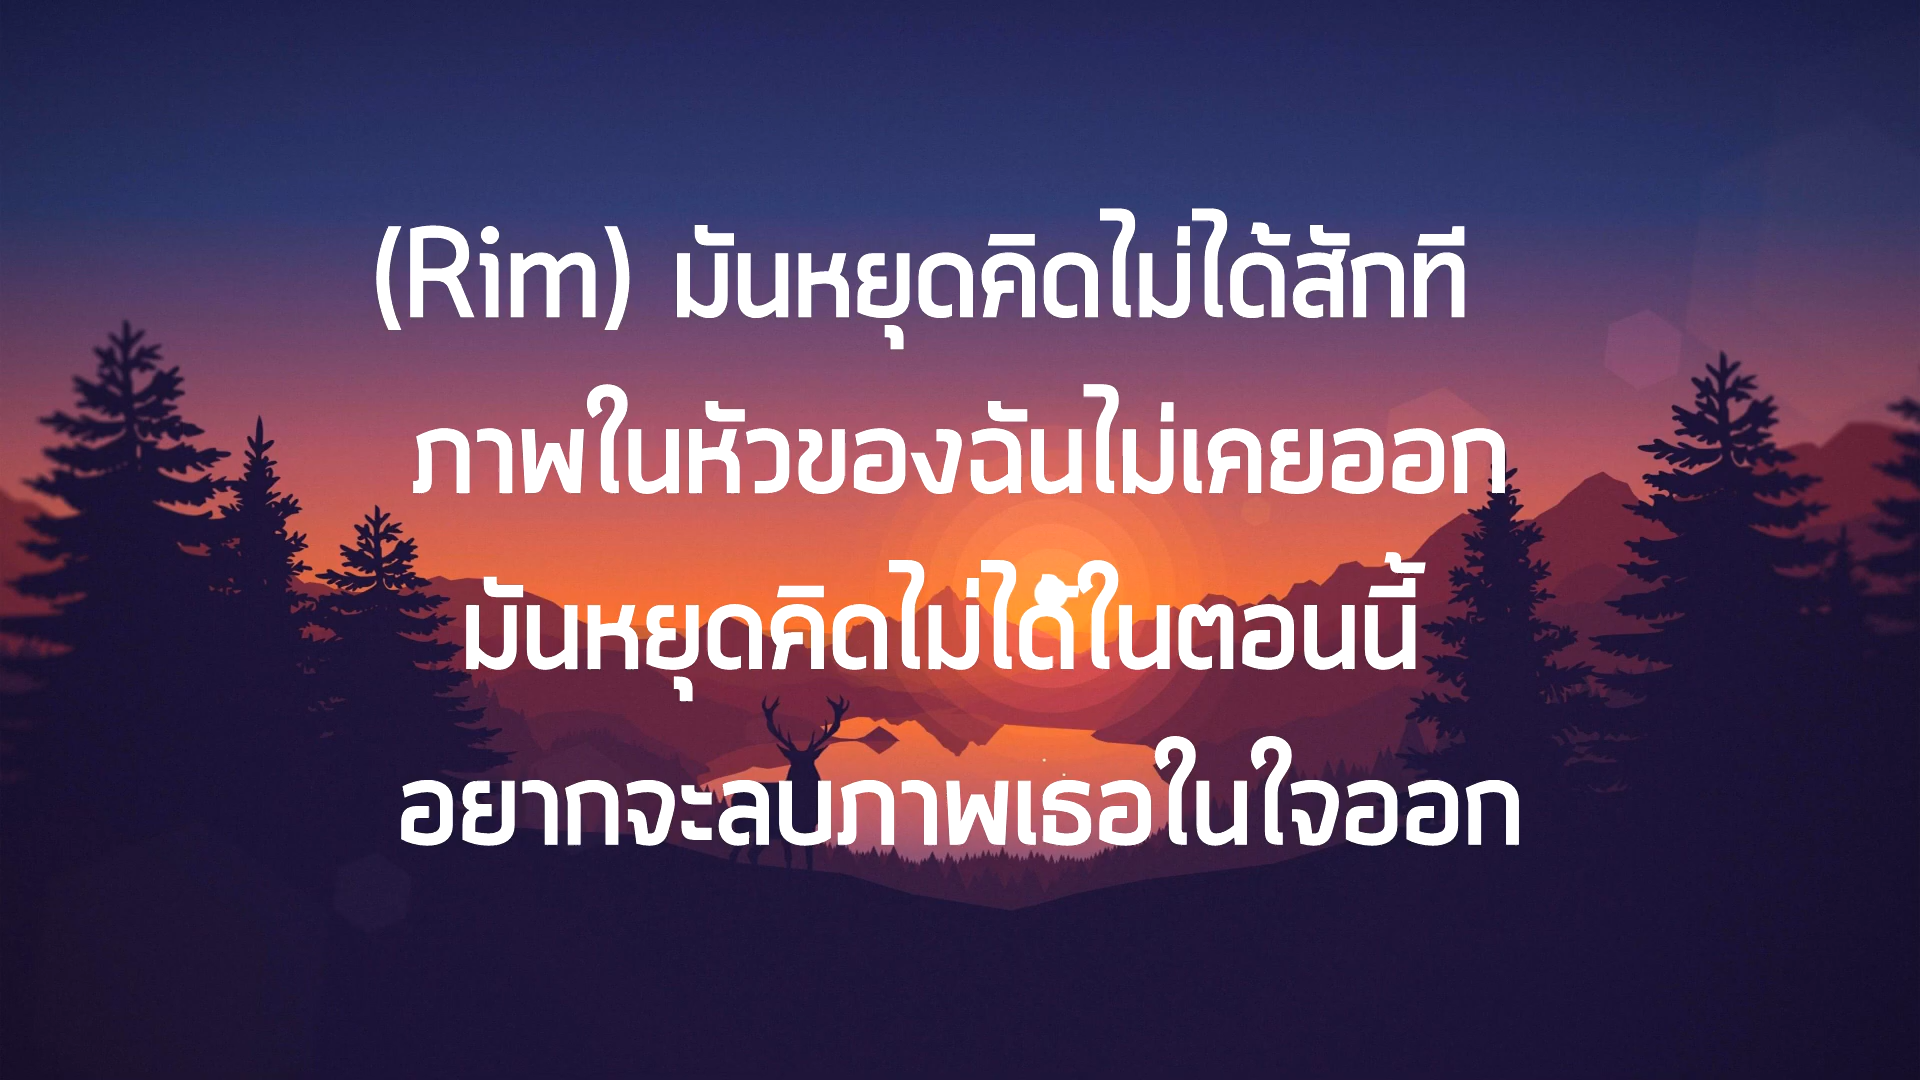 (Rim) มันหยุดคิดไม่ได้สักที
ภาพในหัวของฉันไม่เคยออก
มันหยุดคิดไม่ได้ในตอนนี้
อยากจะลบภาพเธอในใจออก